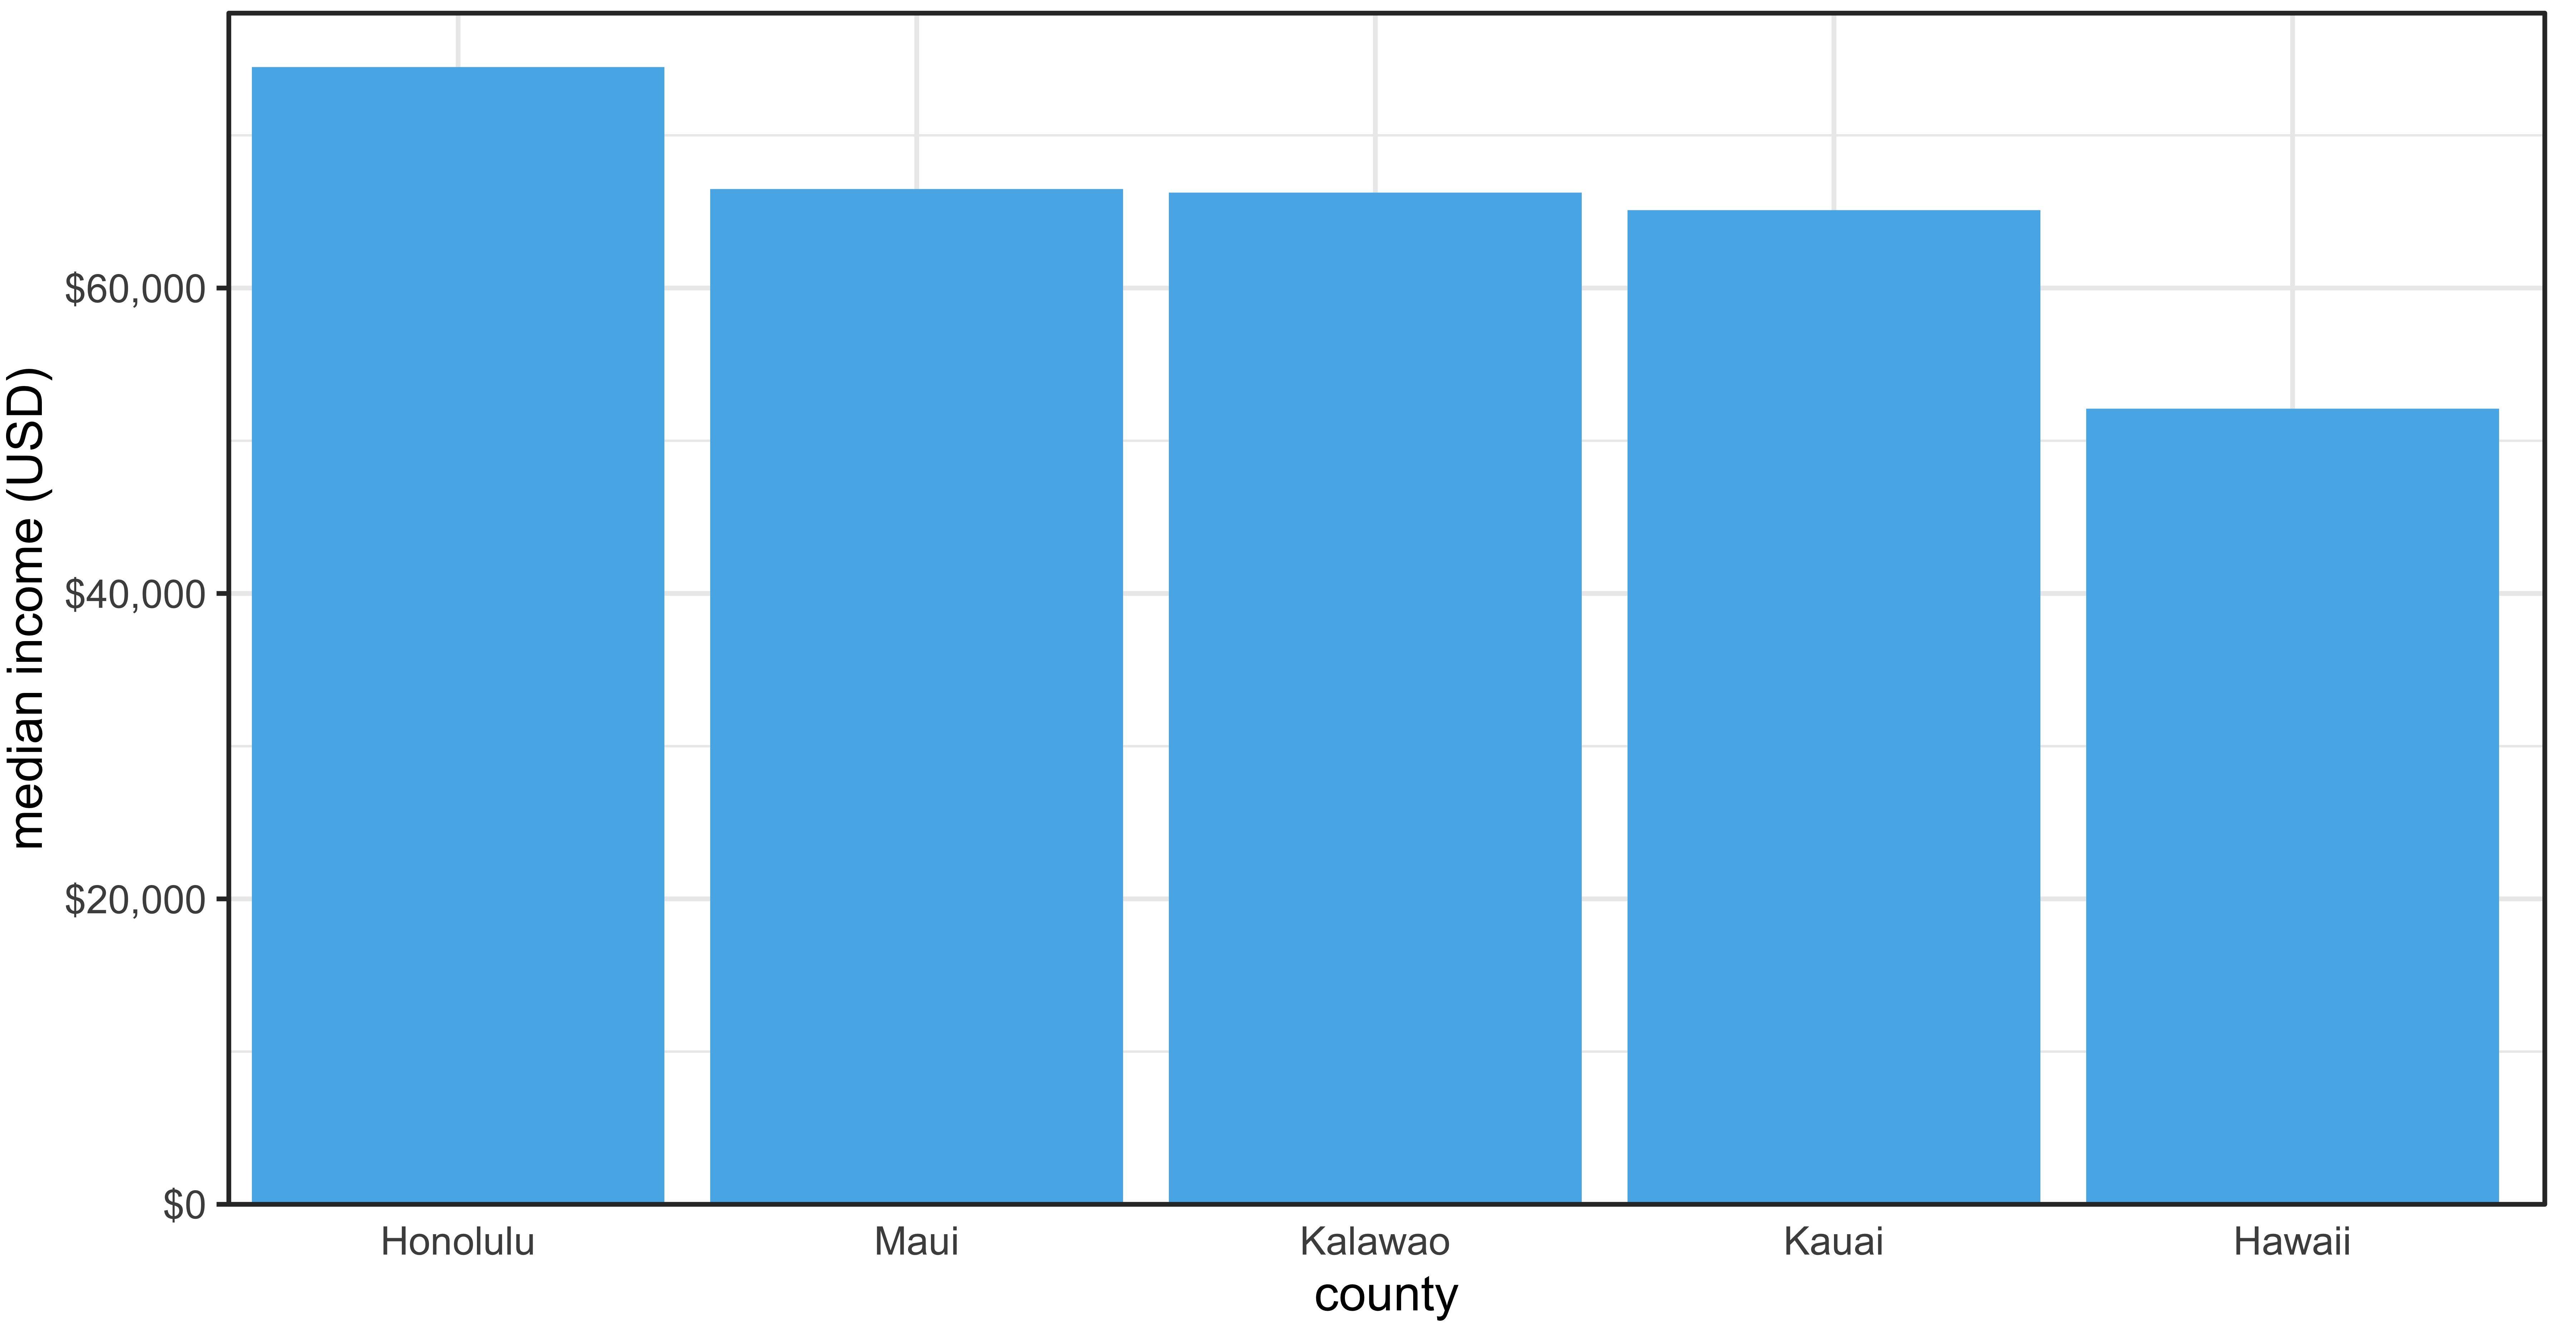 median income (USD)
$60,000
$40,000
$20,000
$0
Honolulu Maui Kalawao Kauai Hawaii
county